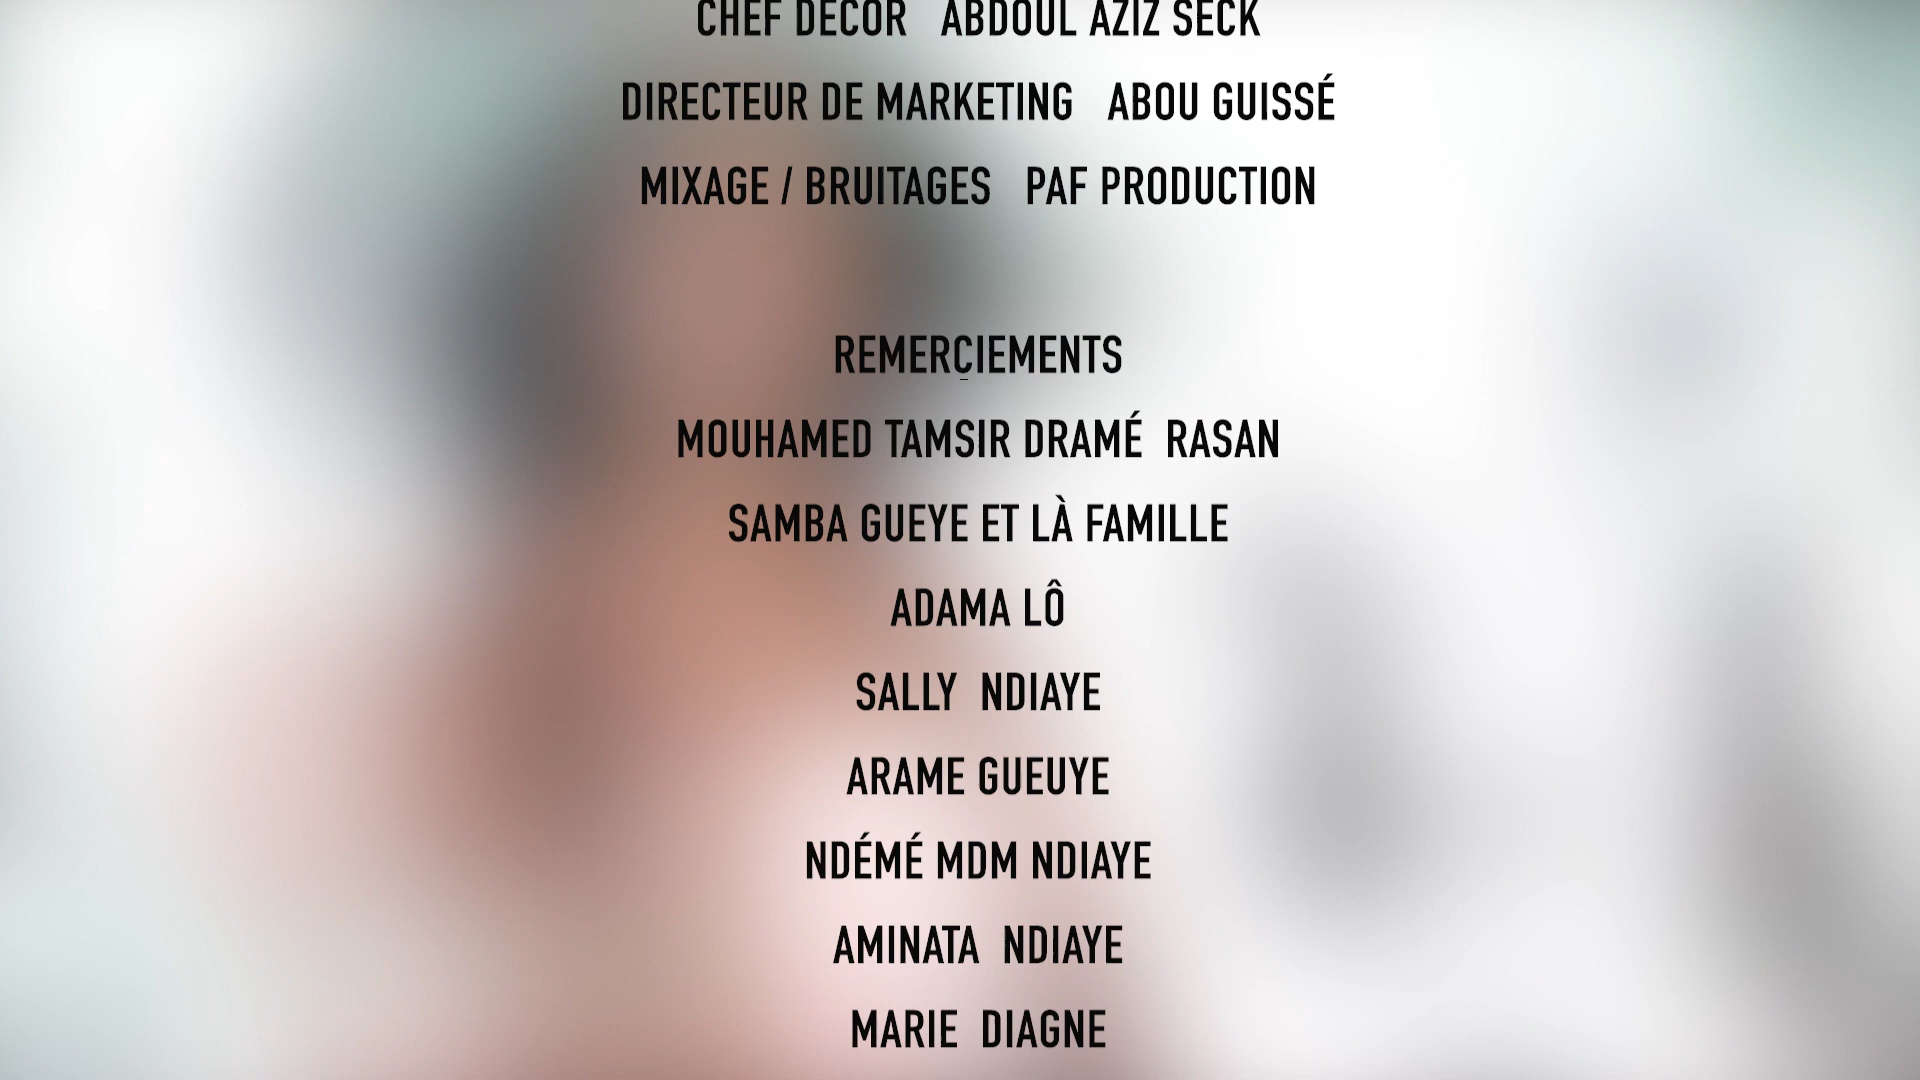 CHEF DECOR ABDOUL AZIZ SECK
DIRECTEUR DE MARKETING ABOU GUISSÉ
MIXAGE / BRUITAGES PAF PRODUCTION
REMERÇIEMENTS
MOUHAMED TAMSIR DRAMÉ RASAN
SAMBA GUEYE ET LÀ FAMILLE
ADAMA LÔ
SALLY NDIAYE
ARAME GUEUYE
NDÉMÉ MDM NDIAYE
AMINATA NDIAYE
MARIE DIAGNE